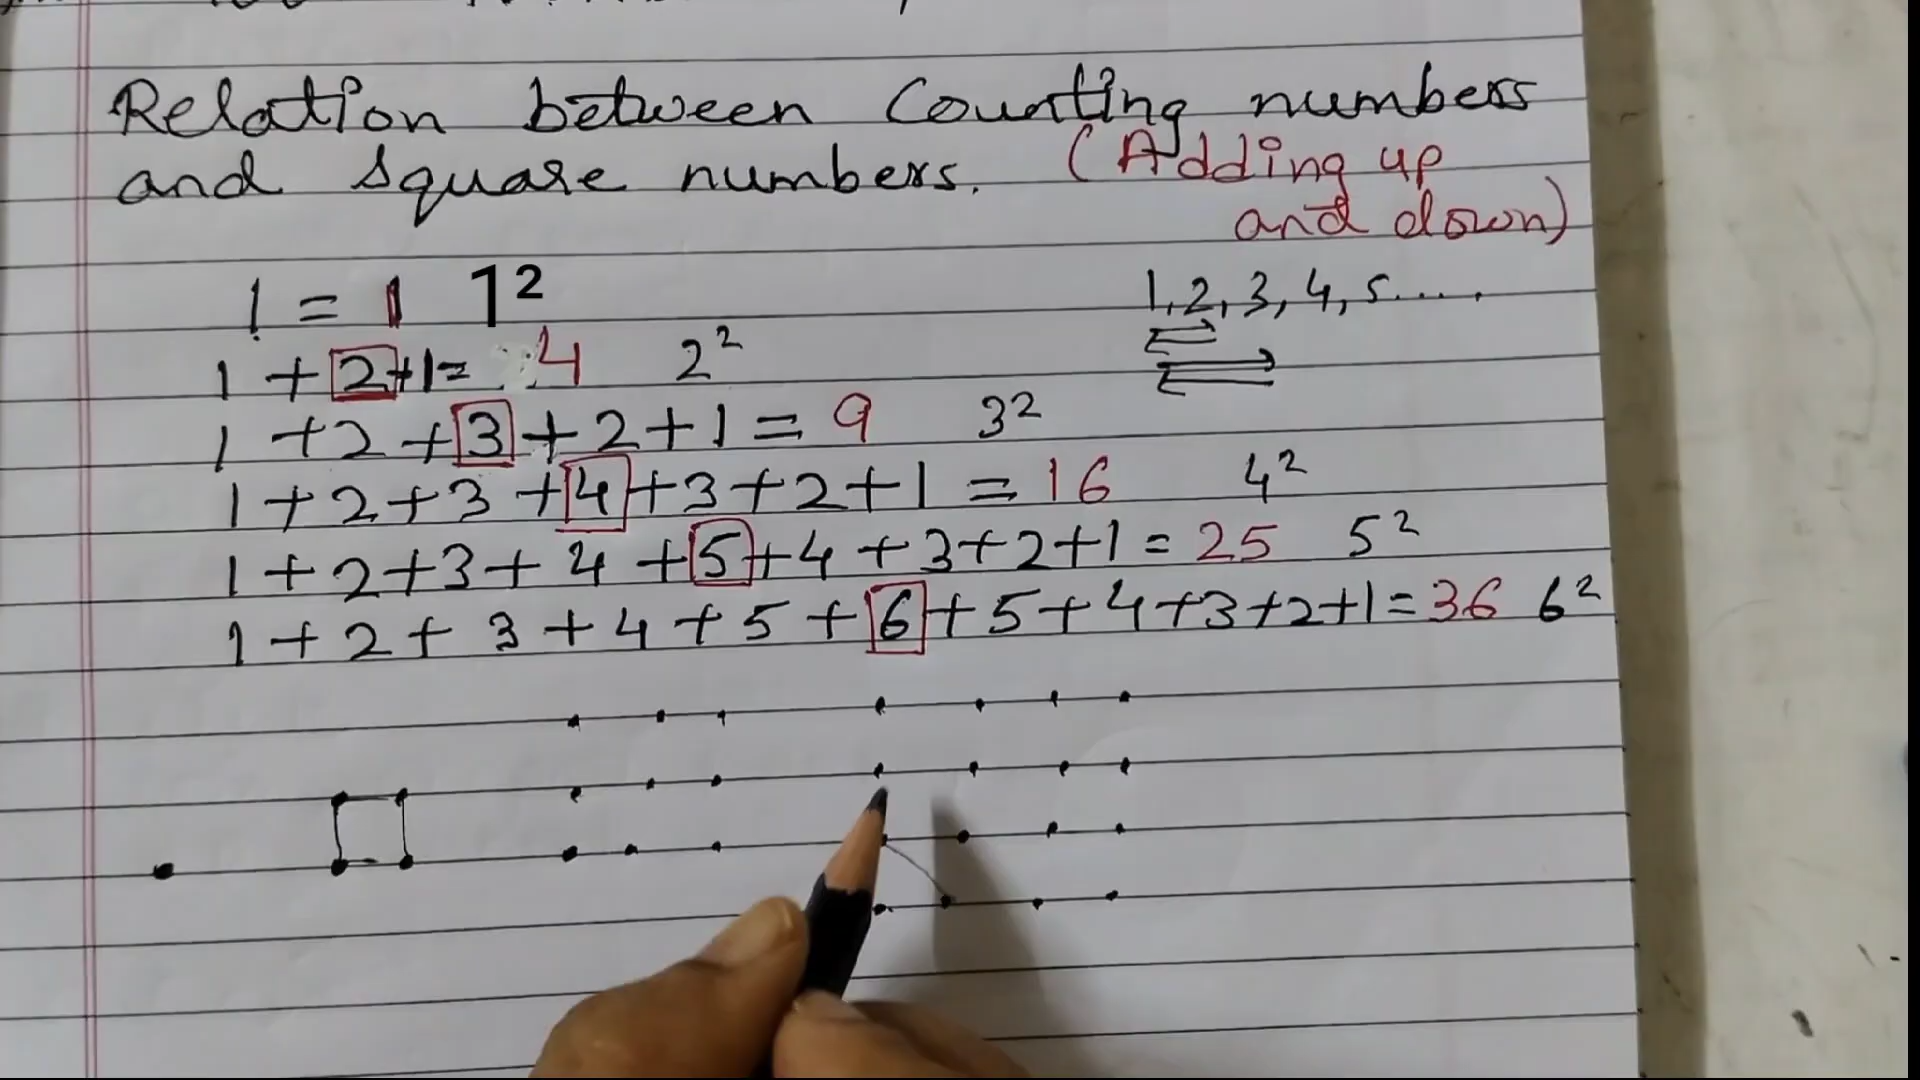 Relation between Counting numbers
and square numbers. (Adding up
and down)
1 = 1 1²
1, 2, 3, 4, 5.....
1 + 2 + 1 = 4 2²
1 + 2 + 3 + 2 + 1 = 9 3²
1 + 2 + 3 + 4 + 3 + 2 + 1 = 16 4²
1 + 2 + 3 + 4 + 5 + 4 + 3 + 2 + 1 = 25 5²
1 + 2 + 3 + 4 + 5 + 6 + 5 + 4 + 3 + 2 + 1 = 36 6²